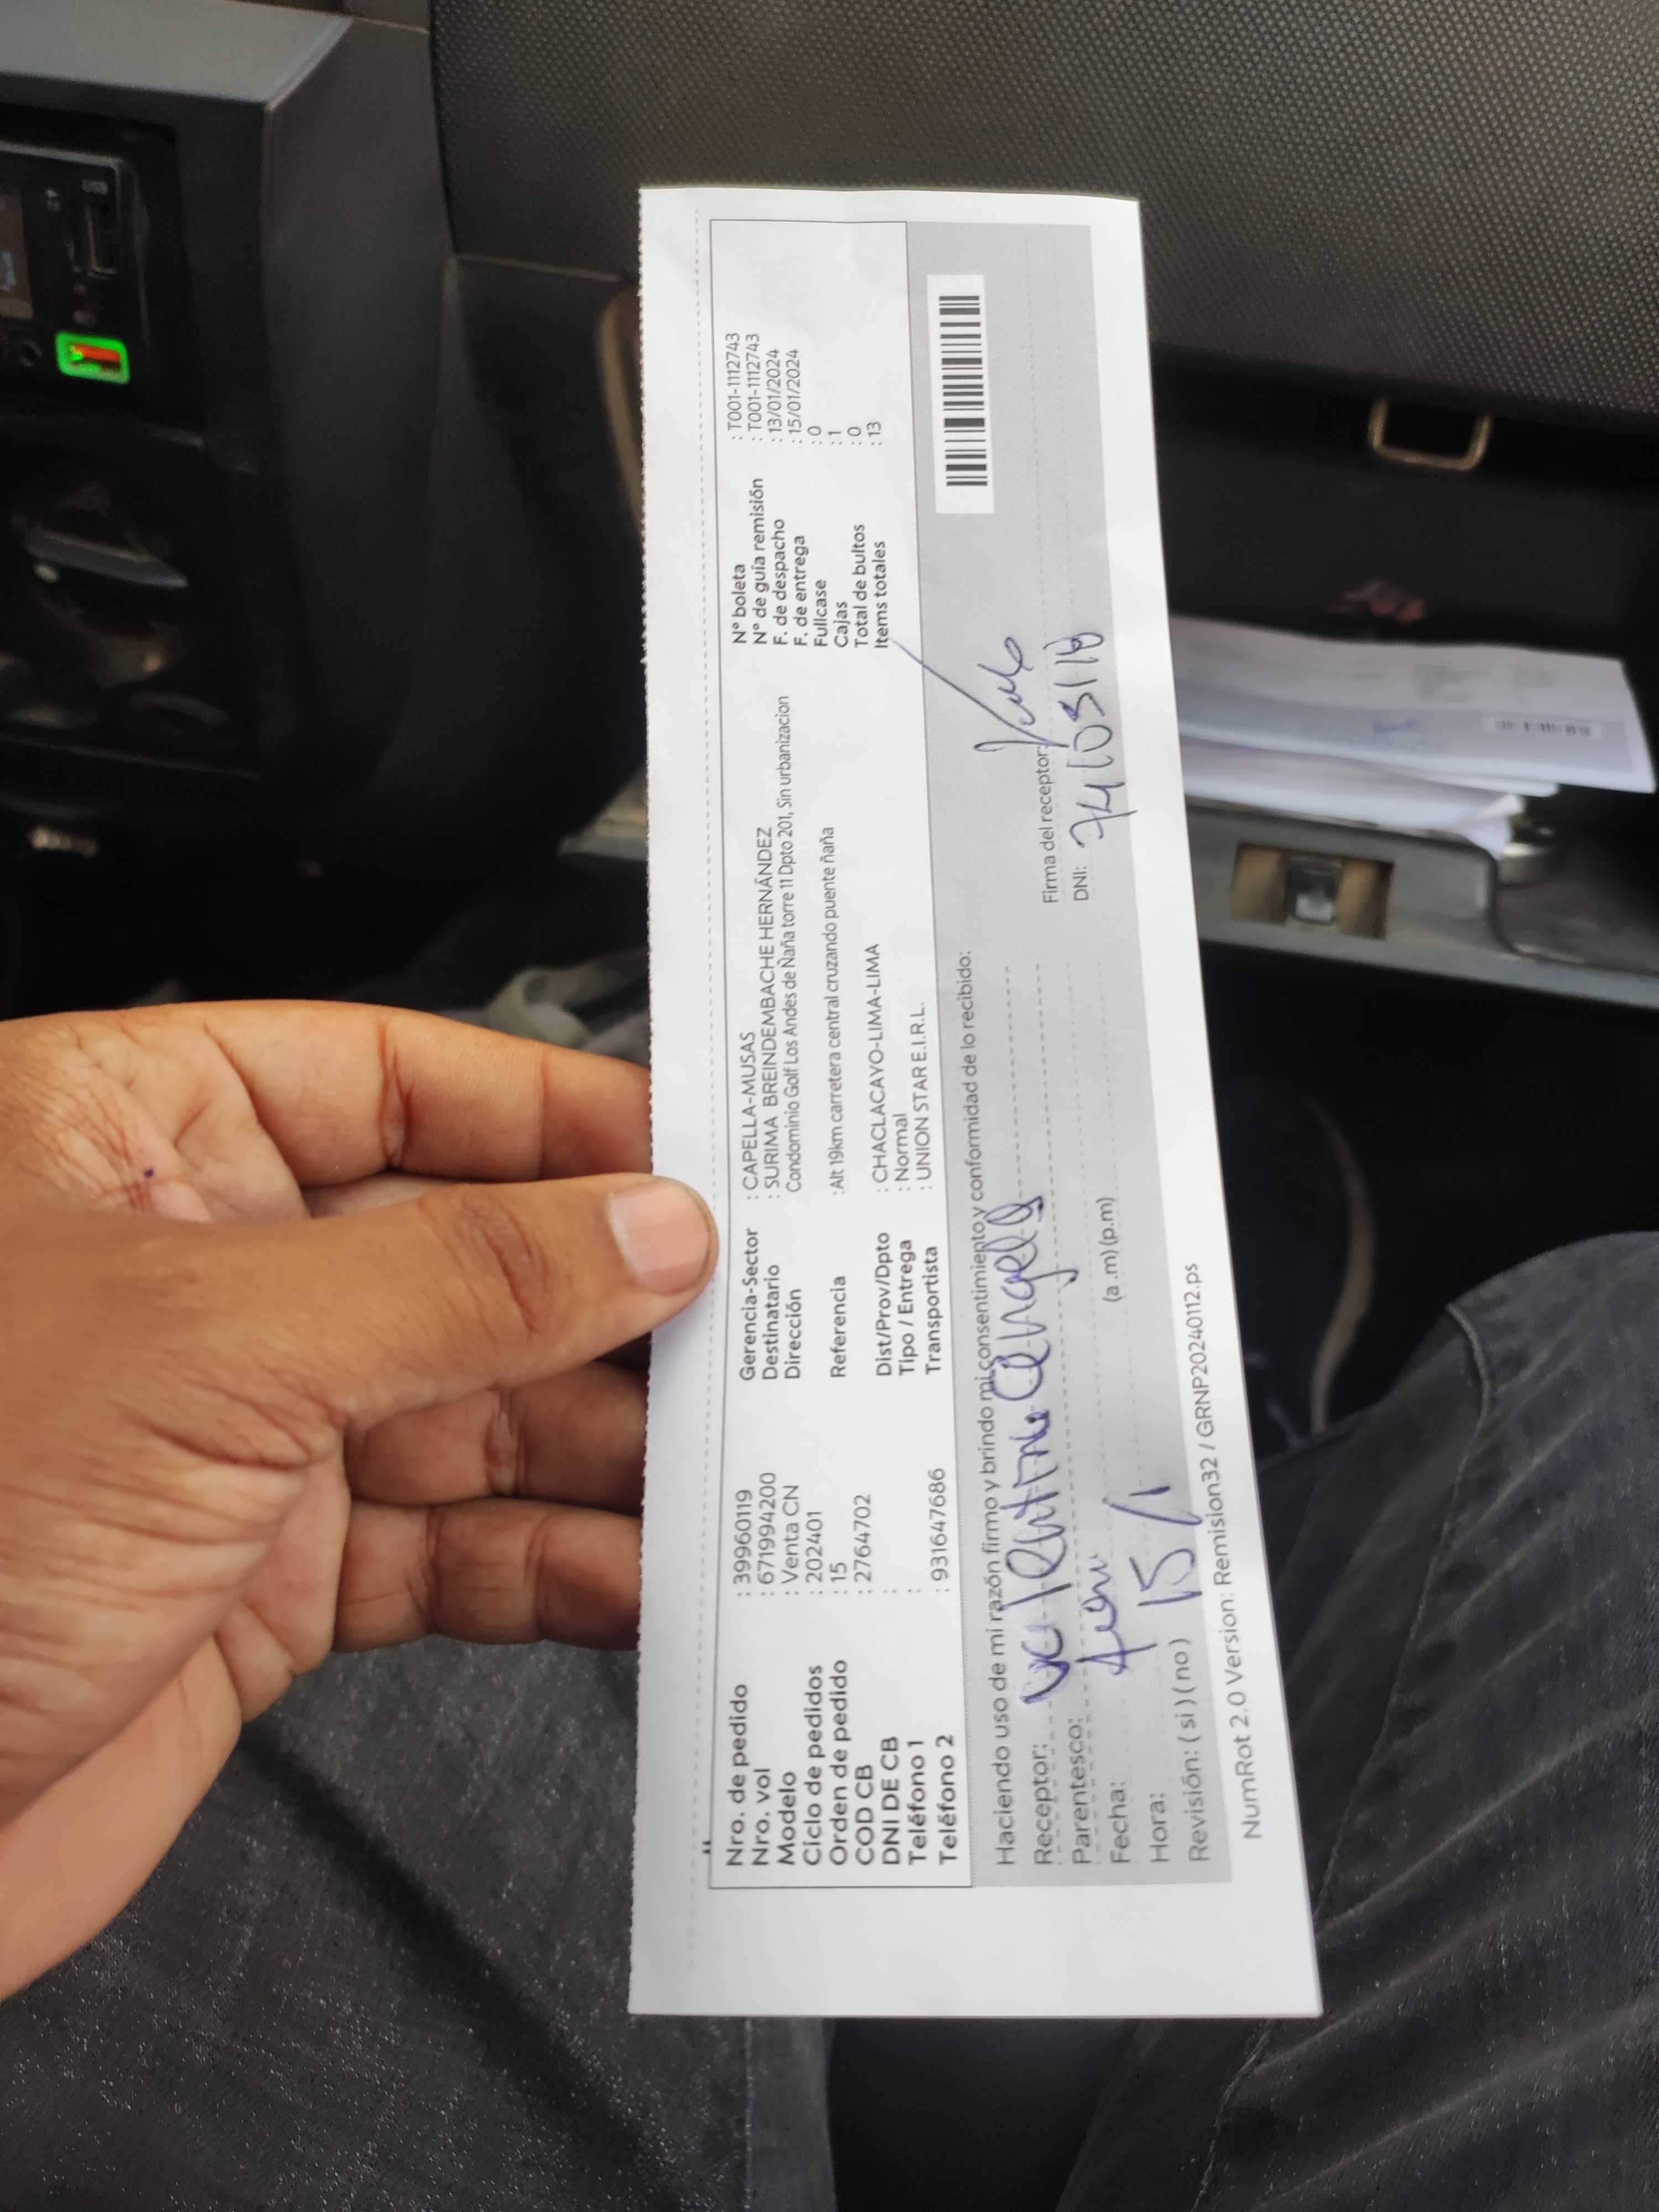 Nro. de pedido : 39960119
Nro. vol : 6719994200
Modelo : Venta CN
Ciclo de pedidos : 202401
Orden de pedido : 15
COD CB : 2764702
DNI DE CB :
Teléfono 1 :
Teléfono 2 : 931647686
Gerencia-Sector : CAPELLA-MUSAS
Destinatario : SURIMA BREINDEMBACHE HERNÁNDEZ
Dirección Condominio Golf Los Andes de Ñaña torre 11 Dpto 201, Sin urbanizacion
Referencia : Alt 19km carretera central cruzando puente ñaña
Dist/Prov/Dpto : CHACLACAYO-LIMA-LIMA
Tipo / Entrega : Normal
Transportista : UNION STAR E.I.R.L.
N° boleta : T001-1112743
N° de guía remisión : T001-1112743
F. de despacho : 13/01/2024
F. de entrega : 15/01/2024
Fullcase : 0
Cajas : 1
Total de bultos : 0
Items totales : 13
Haciendo uso de mi razón firmo y brindo mi consentimiento y conformidad de lo recibido:
Receptor:
Parentesco:
Fecha: 15/1
Hora: (a .m) (p.m)
Revisión: ( si ) ( no )
Firma del receptor:
DNI:
NumRot 2.0 Version: Remision32 / GRNP20240112.ps
USB